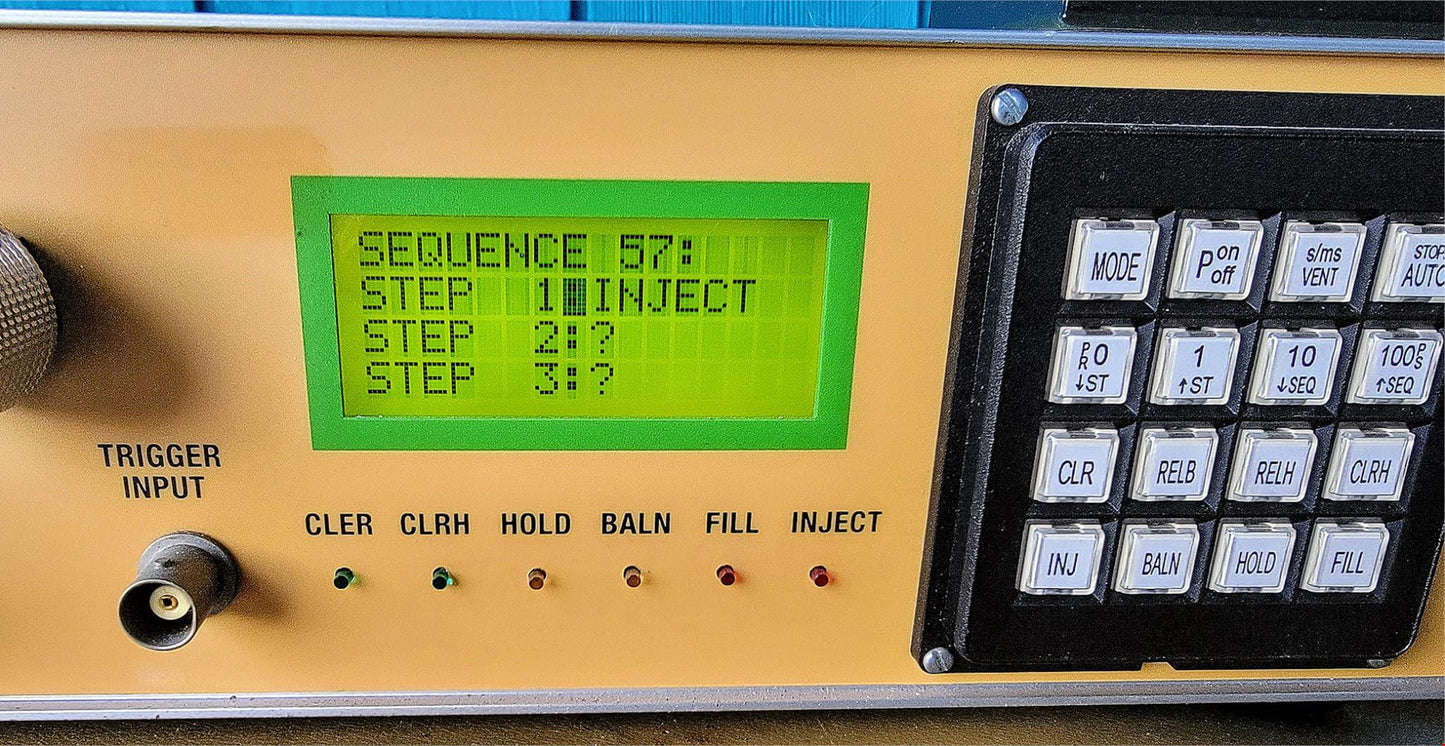 SEQUENCE 57:
STEP 1 INJECT
STEP 2:?
STEP 3:?
TRIGGER
INPUT
CLER CLRH HOLD BALN FILL INJECT
MODE
P on off
s/ms
VENT
STOP
AUTO
PR 0
↓ST
1
↑ST
10
↓SEQ
100 PS
↑SEQ
CLR
RELB
RELH
CLRH
INJ
BALN
HOLD
FILL